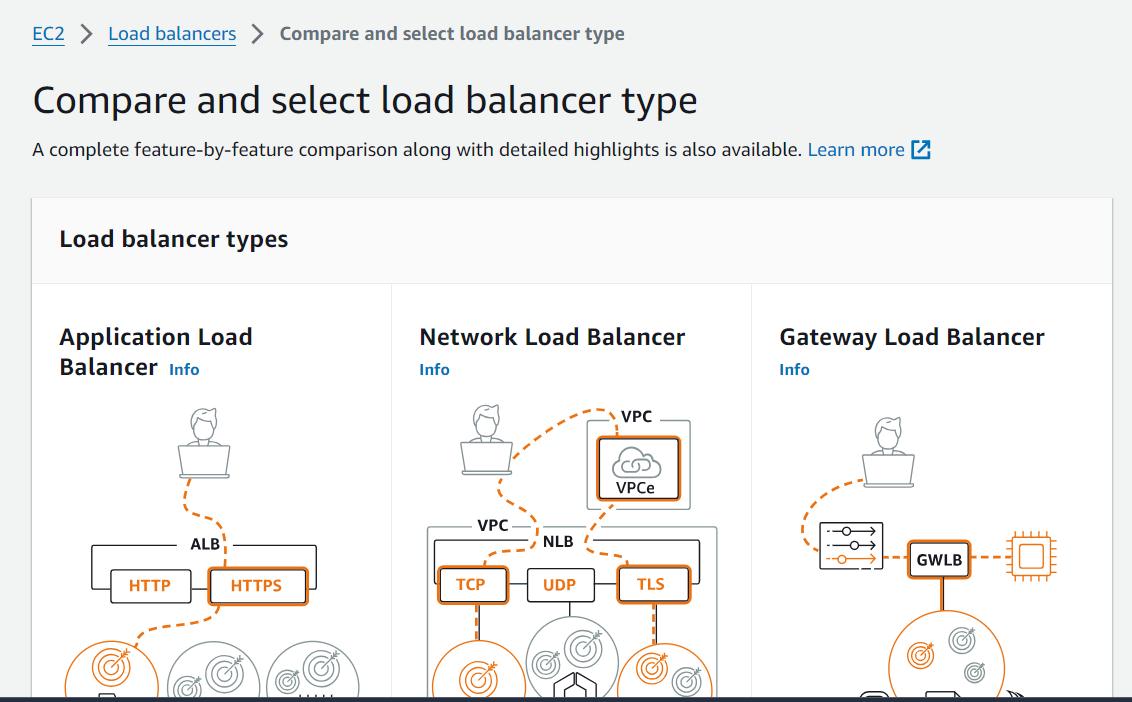 EC2 > Load balancers > Compare and select load balancer type
Compare and select load balancer type
A complete feature-by-feature comparison along with detailed highlights is also available. Learn more
Load balancer types
Application Load
Balancer Info
ALB
HTTP HTTPS
Network Load Balancer
Info
VPC
VPCe
VPC
NLB
TCP UDP TLS
Gateway Load Balancer
Info
GWLB